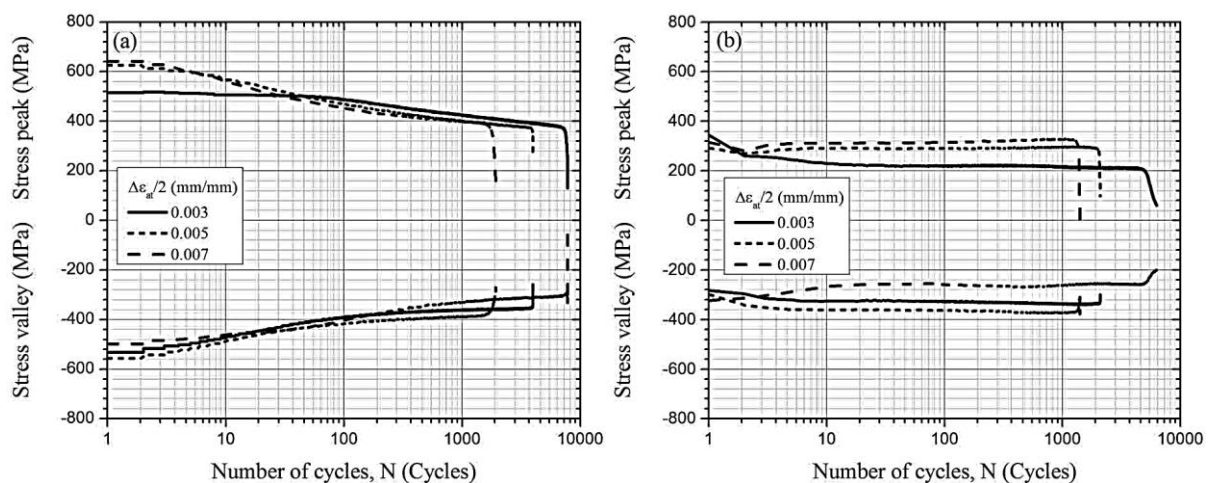 (a)
Stress peak (MPa)
Stress valley (MPa)
800
600
400
200
0
-200
-400
-600
-800
Δε_at/2 (mm/mm)
0.003
0.005
0.007
1 10 100 1000 10000
Number of cycles, N (Cycles)
(b)
Stress peak (MPa)
Stress valley (MPa)
800
600
400
200
0
-200
-400
-600
-800
Δε_at/2 (mm/mm)
0.003
0.005
0.007
1 10 100 1000 10000
Number of cycles, N (Cycles)